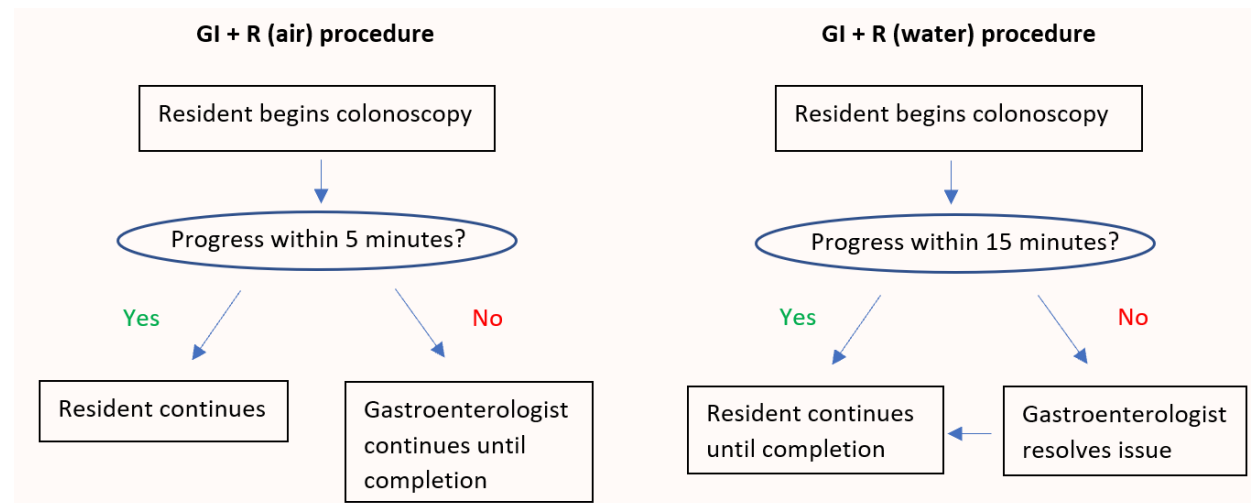 GI + R (air) procedure
Resident begins colonoscopy
Progress within 5 minutes?
Yes
No
Resident continues
Gastroenterologist
continues until
completion
GI + R (water) procedure
Resident begins colonoscopy
Progress within 15 minutes?
Yes
No
Resident continues
until completion
Gastroenterologist
resolves issue